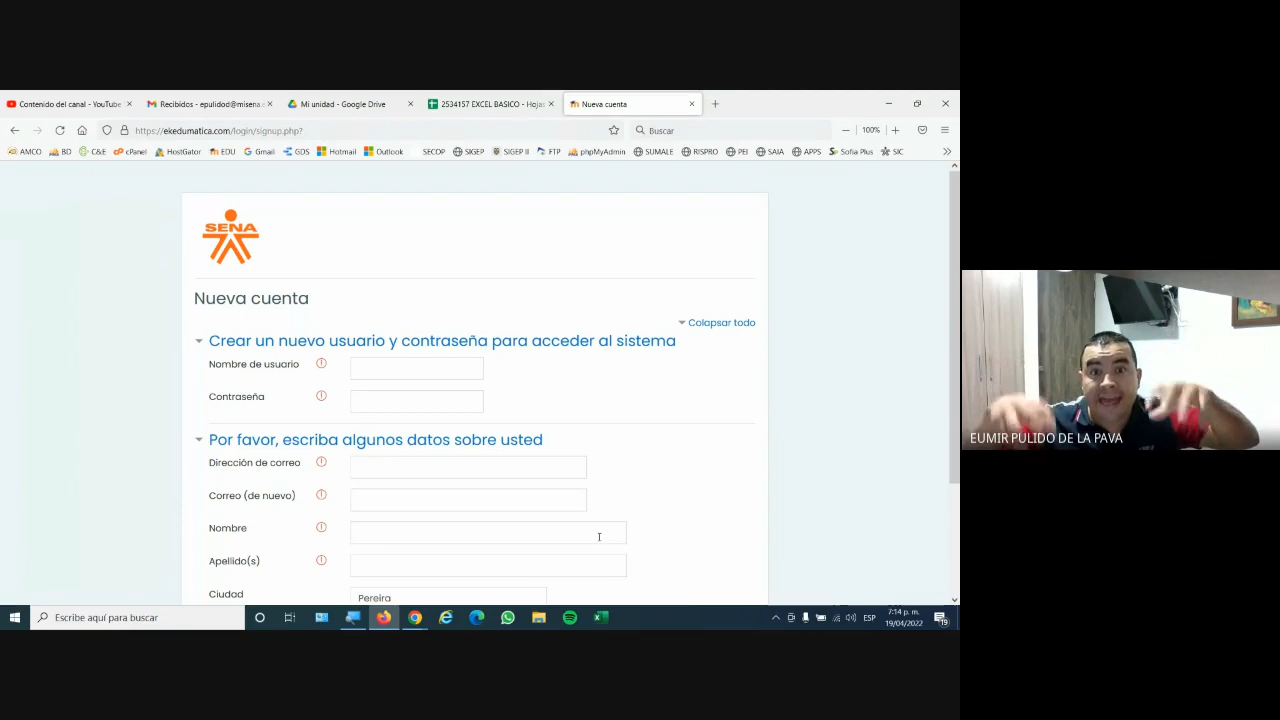 Contenido del canal - YouTube
Recibidos - epulidod@misena.c
Mi unidad - Google Drive
2534157 EXCEL BASICO - Hojas
Nueva cuenta
https://ekedumatica.com/login/signup.php?
Buscar
100%
AMCO BD C&E cPanel HostGator EDU Gmail GDS Hotmail Outlook SECOP SIGEP SIGEP II FTP phpMyAdmin SUMALE RISPRO PEI SAIA APPS Sofia Plus SIC
SENA
Nueva cuenta
Colapsar todo
Crear un nuevo usuario y contraseña para acceder al sistema
Nombre de usuario
Contraseña
Por favor, escriba algunos datos sobre usted
Dirección de correo
Correo (de nuevo)
Nombre
Apellido(s)
Ciudad
Pereira
EUMIR PULIDO DE LA PAVA
Escribe aquí para buscar
ESP
7:14 p. m.
19/04/2022
19